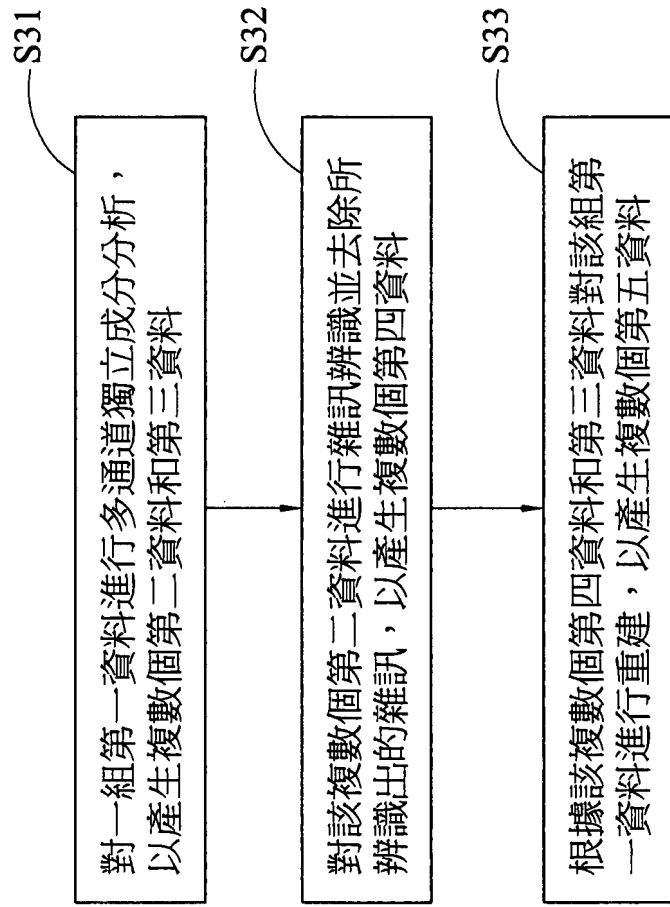 S31
對一組第一資料進行多通道獨立成分分析，
以產生複數個第二資料和第三資料
S32
對該複數個第二資料進行雜訊辨識並去除所
辨識出的雜訊，以產生複數個第四資料
S33
根據該複數個第四資料和第三資料對該組第
一資料進行重建，以產生複數個第五資料